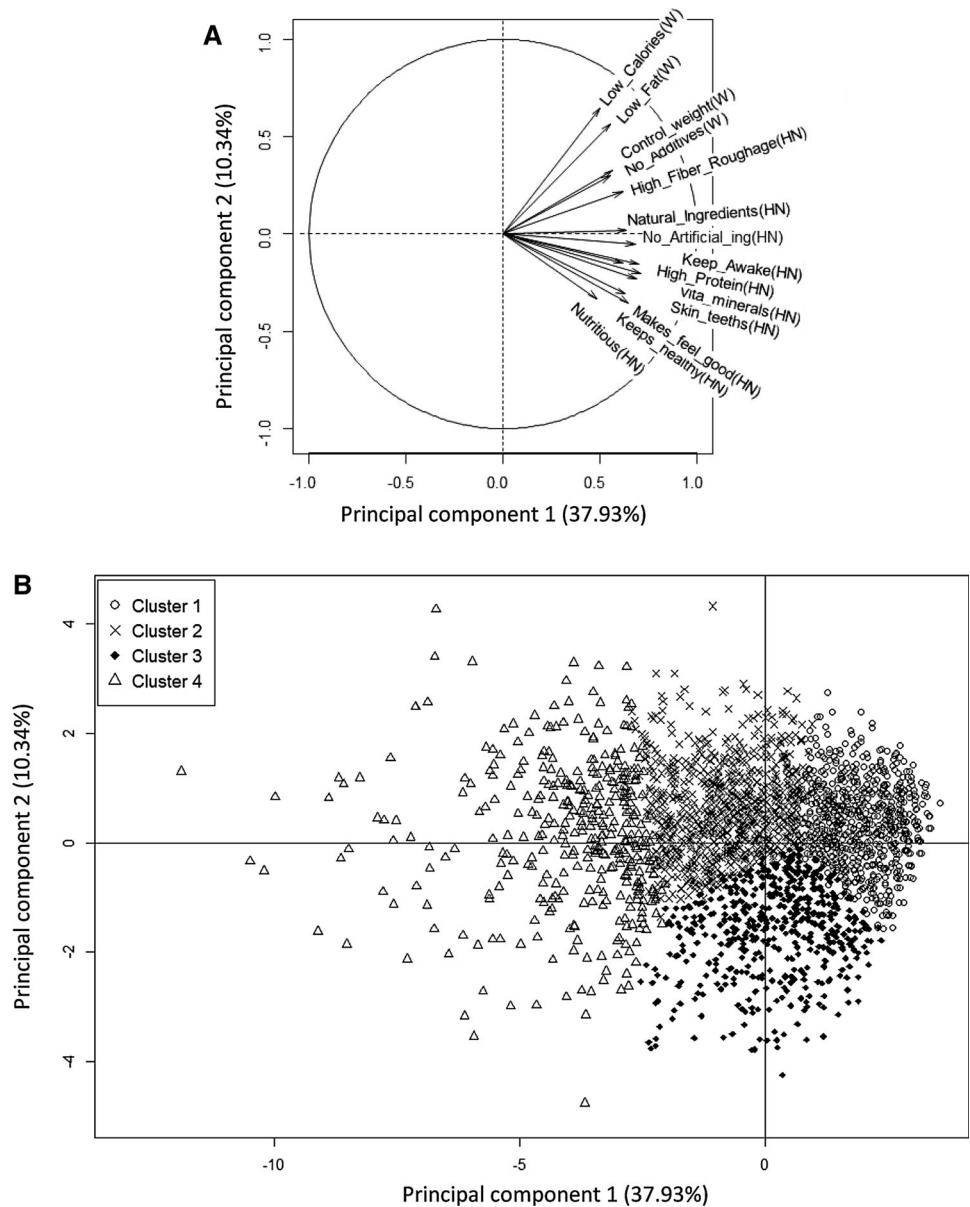 A
Principal component 2 (10.34%)
1.0
0.5
0.0
-0.5
-1.0
Low_Calories(W)
Low_Fat(W)
Control_weight(W)
No_Additives(W)
High_Fiber_Roughage(HN)
Natural_Ingredients(HN)
No_Artificial_ing(HN)
Keep_Awake(HN)
High_Protein(HN)
vita_minerals(HN)
Skin_teeths(HN)
Makes_feel_good(HN)
Keeps_healthy(HN)
Nutritious(HN)
-1.0 -0.5 0.0 0.5 1.0
Principal component 1 (37.93%)
B
Cluster 1
Cluster 2
Cluster 3
Cluster 4
Principal component 2 (10.34%)
4
2
0
-2
-4
-10 -5 0
Principal component 1 (37.93%)